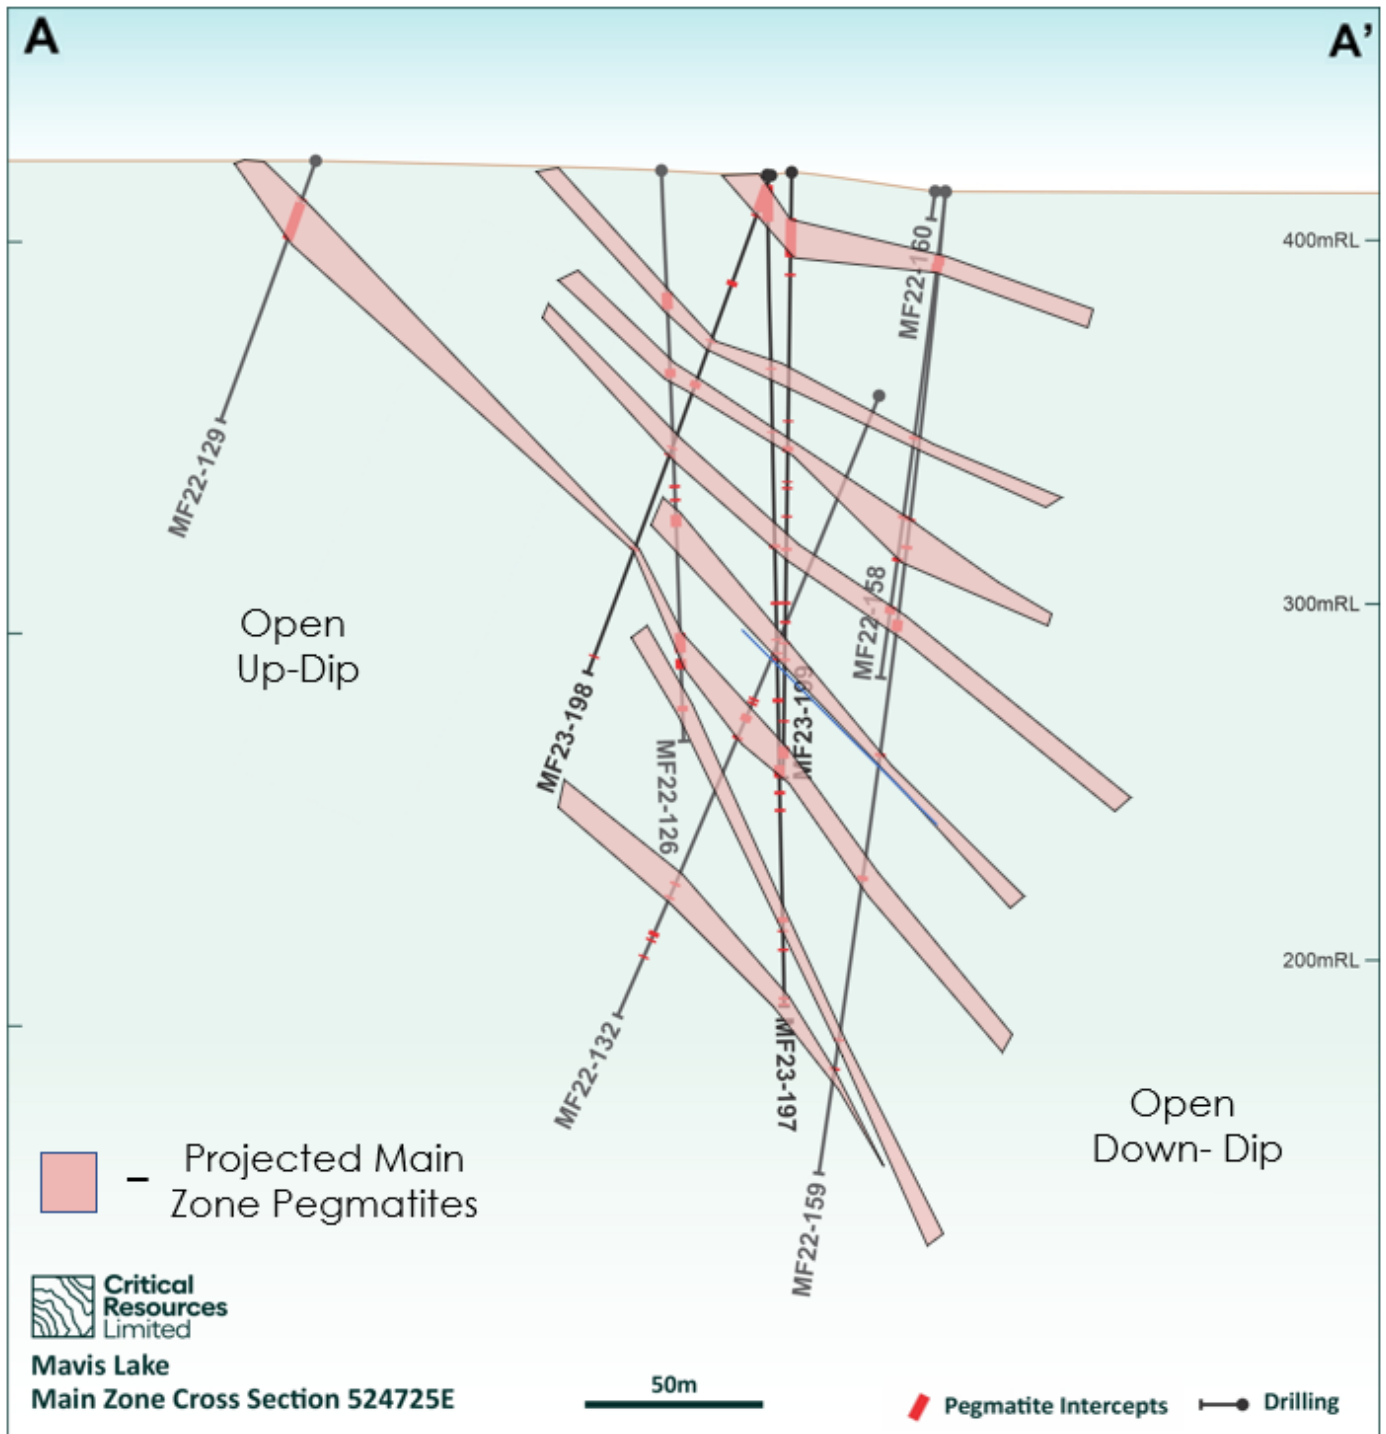 A
A’
MF22-160
400mRL
MF22-129
MF22-158
300mRL
Open
Up-Dip
MF23-199
MF23-198
MF22-126
200mRL
MF22-132
MF23-197
Open
Down- Dip
MF22-159
– Projected Main
Zone Pegmatites
Critical
Resources
Limited
Mavis Lake
Main Zone Cross Section 524725E
50m
Pegmatite Intercepts
Drilling